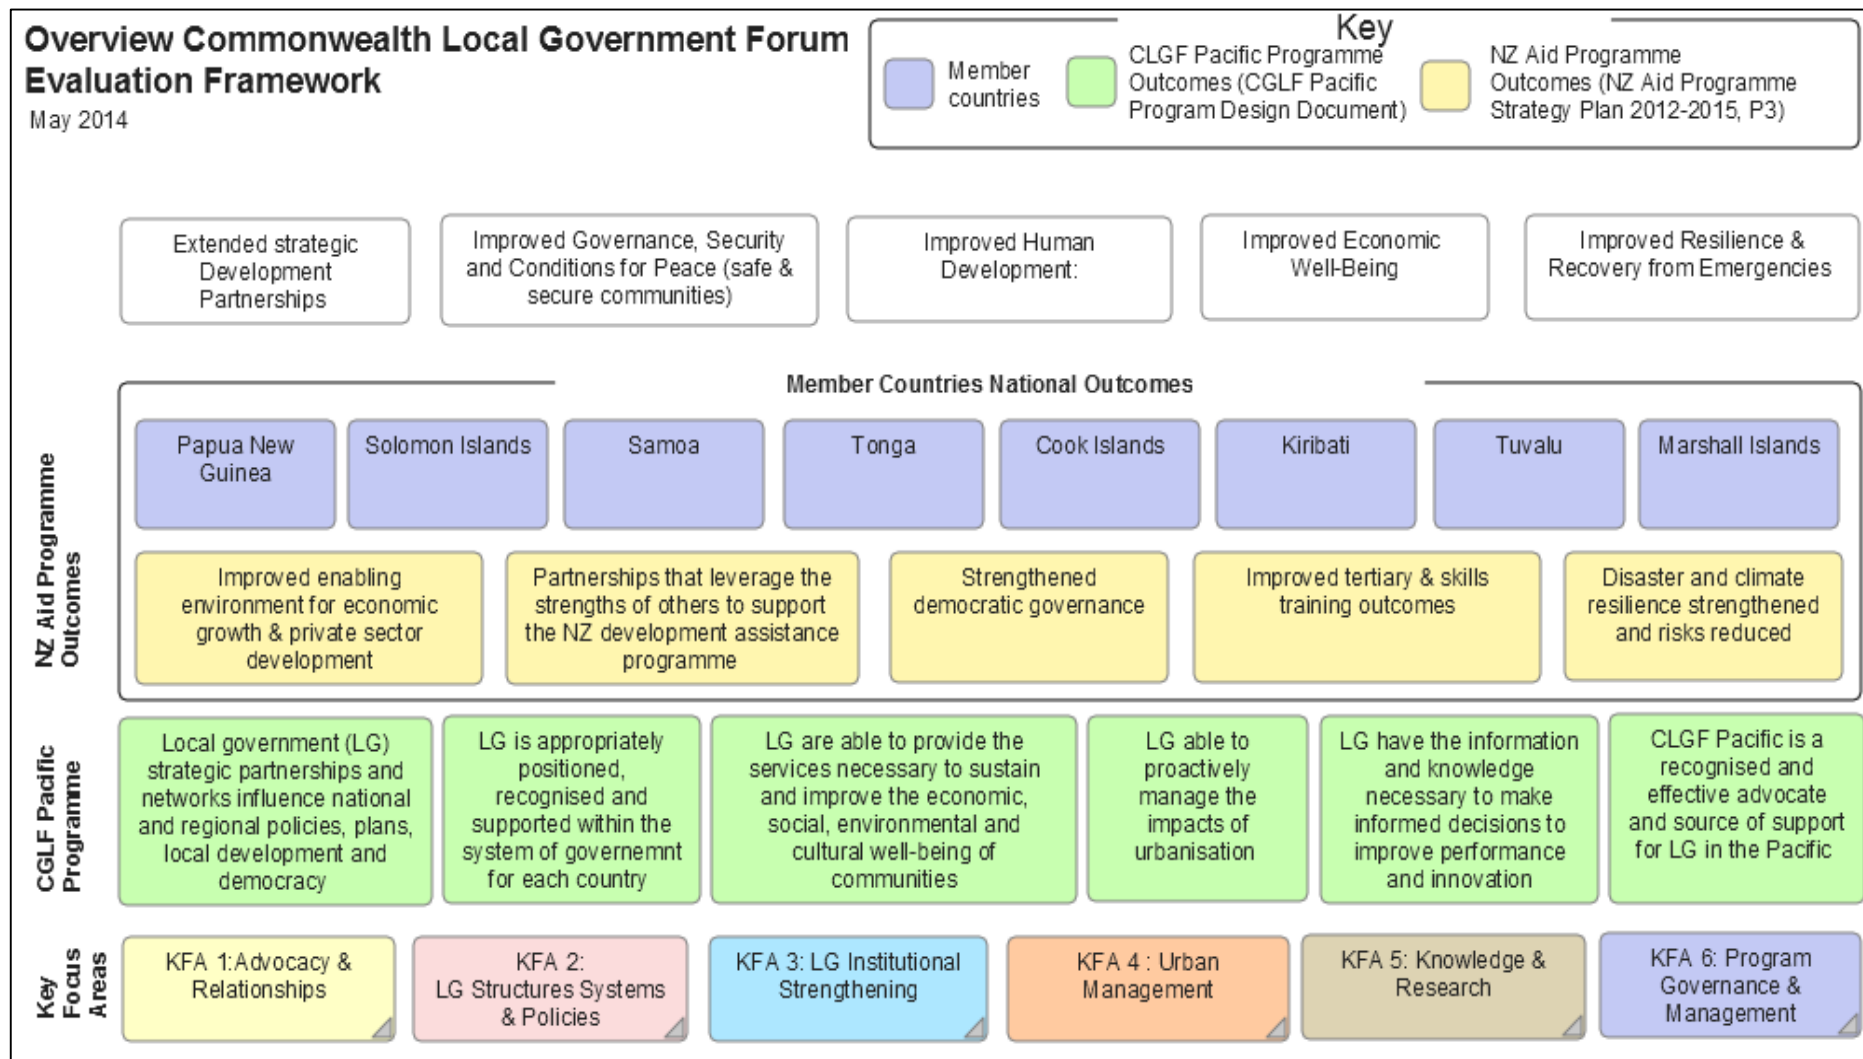 Overview Commonwealth Local Government Forum
Evaluation Framework
May 2014
Key
Member
countries
CLGF Pacific Programme
Outcomes (CGLF Pacific
Program Design Document)
NZ Aid Programme
Outcomes (NZ Aid Programme
Strategy Plan 2012-2015, P3)
Extended strategic
Development
Partnerships
Improved Governance, Security
and Conditions for Peace (safe &
secure communities)
Improved Human
Development:
Improved Economic
Well-Being
Improved Resilience &
Recovery from Emergencies
Member Countries National Outcomes
NZ Aid Programme
Outcomes
Papua New
Guinea
Solomon Islands
Samoa
Tonga
Cook Islands
Kiribati
Tuvalu
Marshall Islands
Improved enabling
environment for economic
growth & private sector
development
Partnerships that leverage the
strengths of others to support
the NZ development assistance
programme
Strengthened
democratic governance
Improved tertiary & skills
training outcomes
Disaster and climate
resilience strengthened
and risks reduced
CGLF Pacific
Programme
Local government (LG)
strategic partnerships and
networks influence national
and regional policies, plans,
local development and
democracy
LG is appropriately
positioned,
recognised and
supported within the
system of governemnt
for each country
LG are able to provide the
services necessary to sustain
and improve the economic,
social, environmental and
cultural well-being of
communities
LG able to
proactively
manage the
impacts of
urbanisation
LG have the information
and knowledge
necessary to make
informed decisions to
improve performance
and innovation
CLGF Pacific is a
recognised and
effective advocate
and source of support
for LG in the Pacific
Key
Focus
Areas
KFA 1:Advocacy &
Relationships
KFA 2:
LG Structures Systems
& Policies
KFA 3: LG Institutional
Strengthening
KFA 4 : Urban
Management
KFA 5: Knowledge &
Research
KFA 6: Program
Governance &
Management